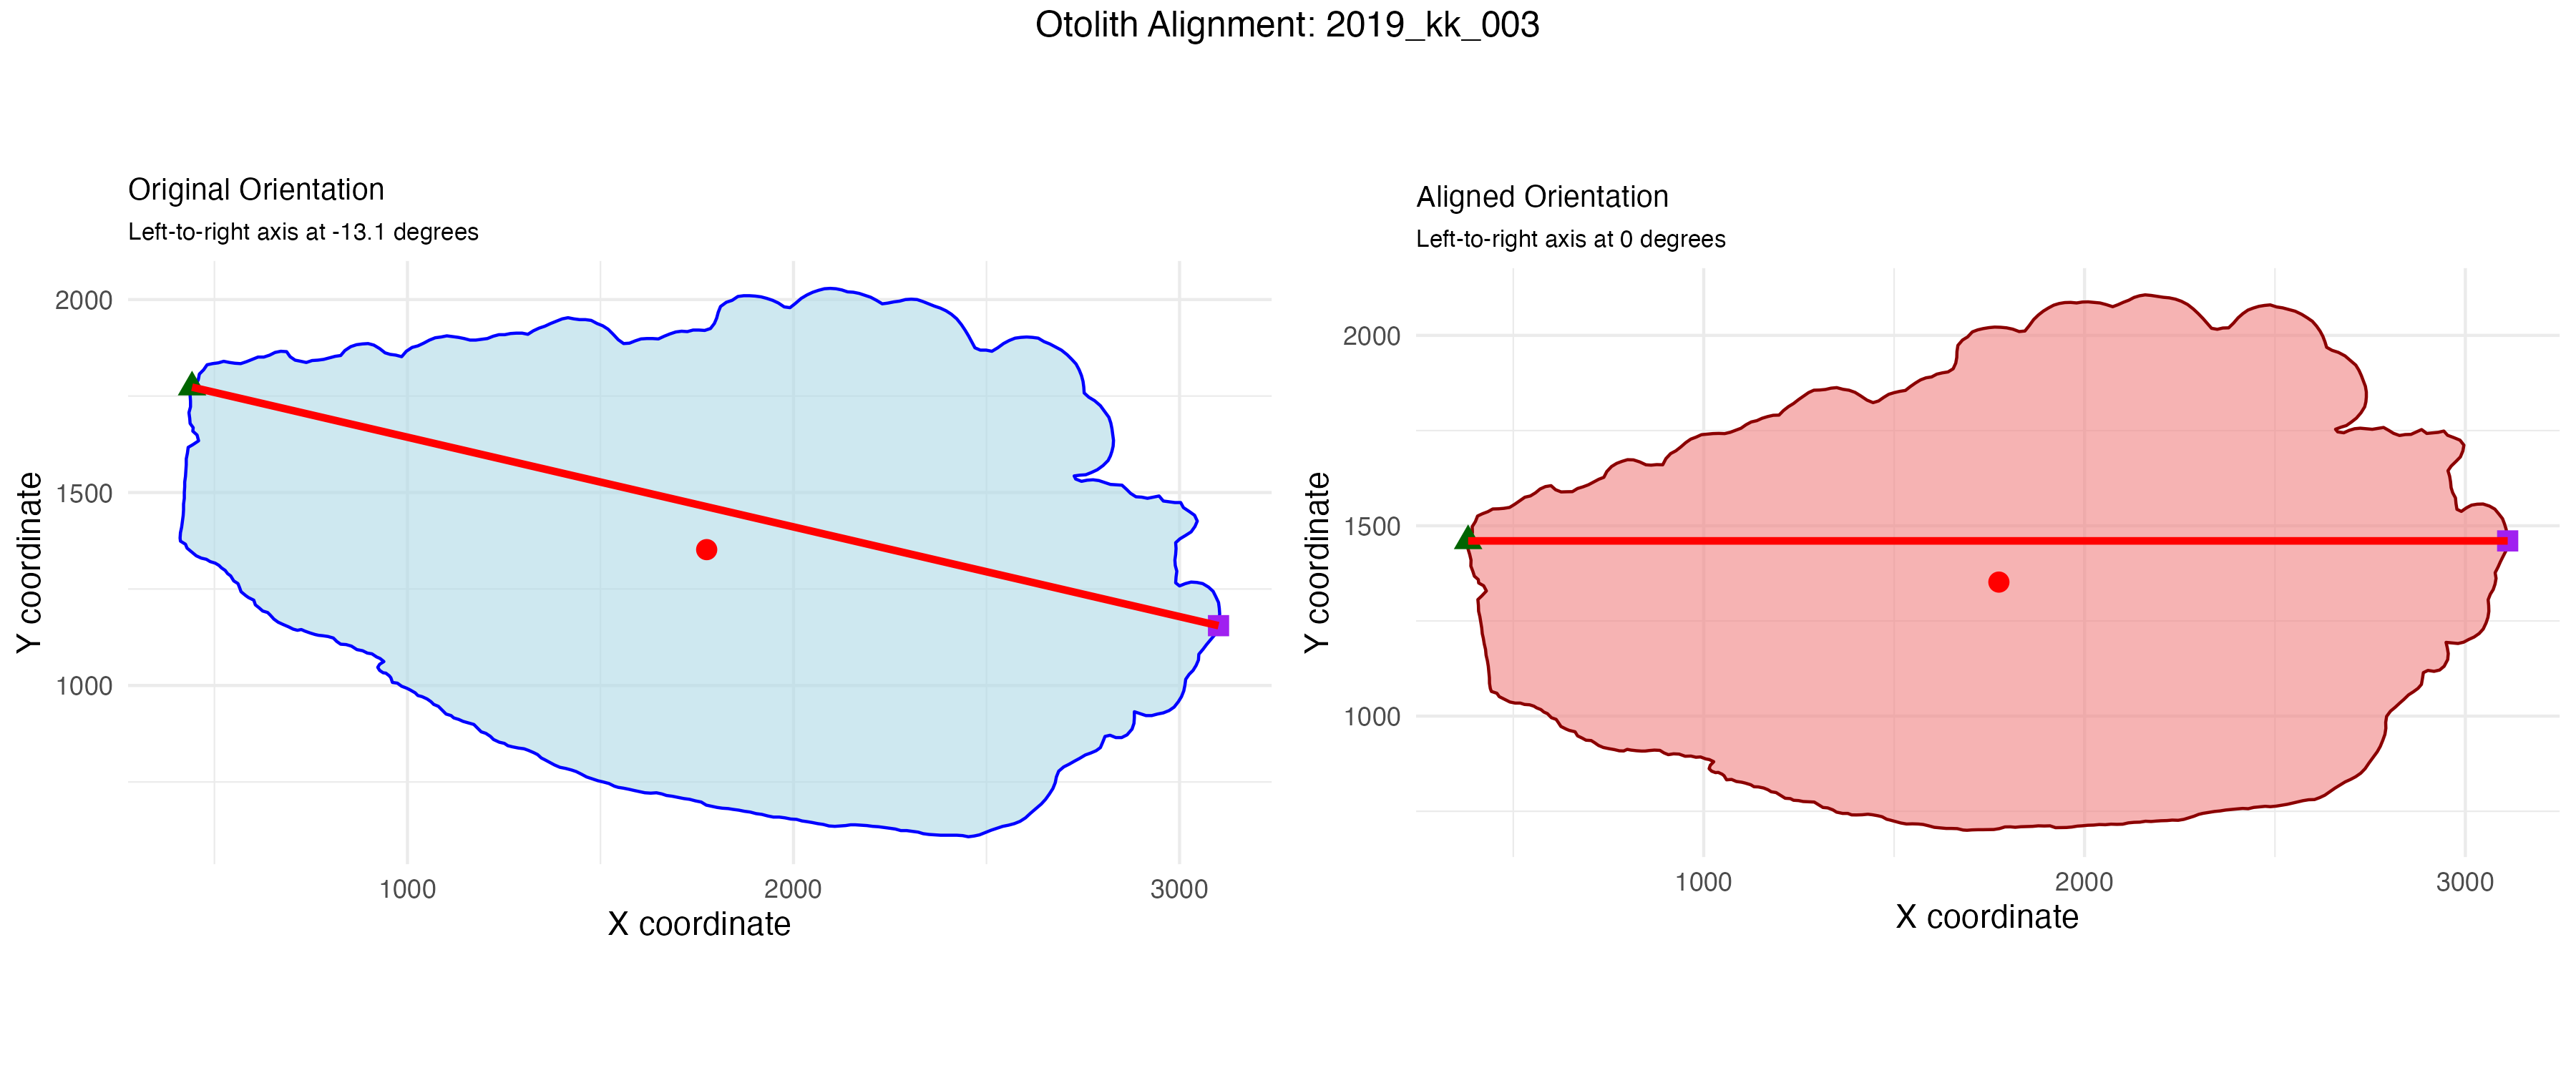 Otolith Alignment: 2019_kk_003
Original Orientation
Left-to-right axis at -13.1 degrees
2000
1500
1000
Y coordinate
1000 2000 3000
X coordinate
Aligned Orientation
Left-to-right axis at 0 degrees
2000
1500
1000
Y coordinate
1000 2000 3000
X coordinate